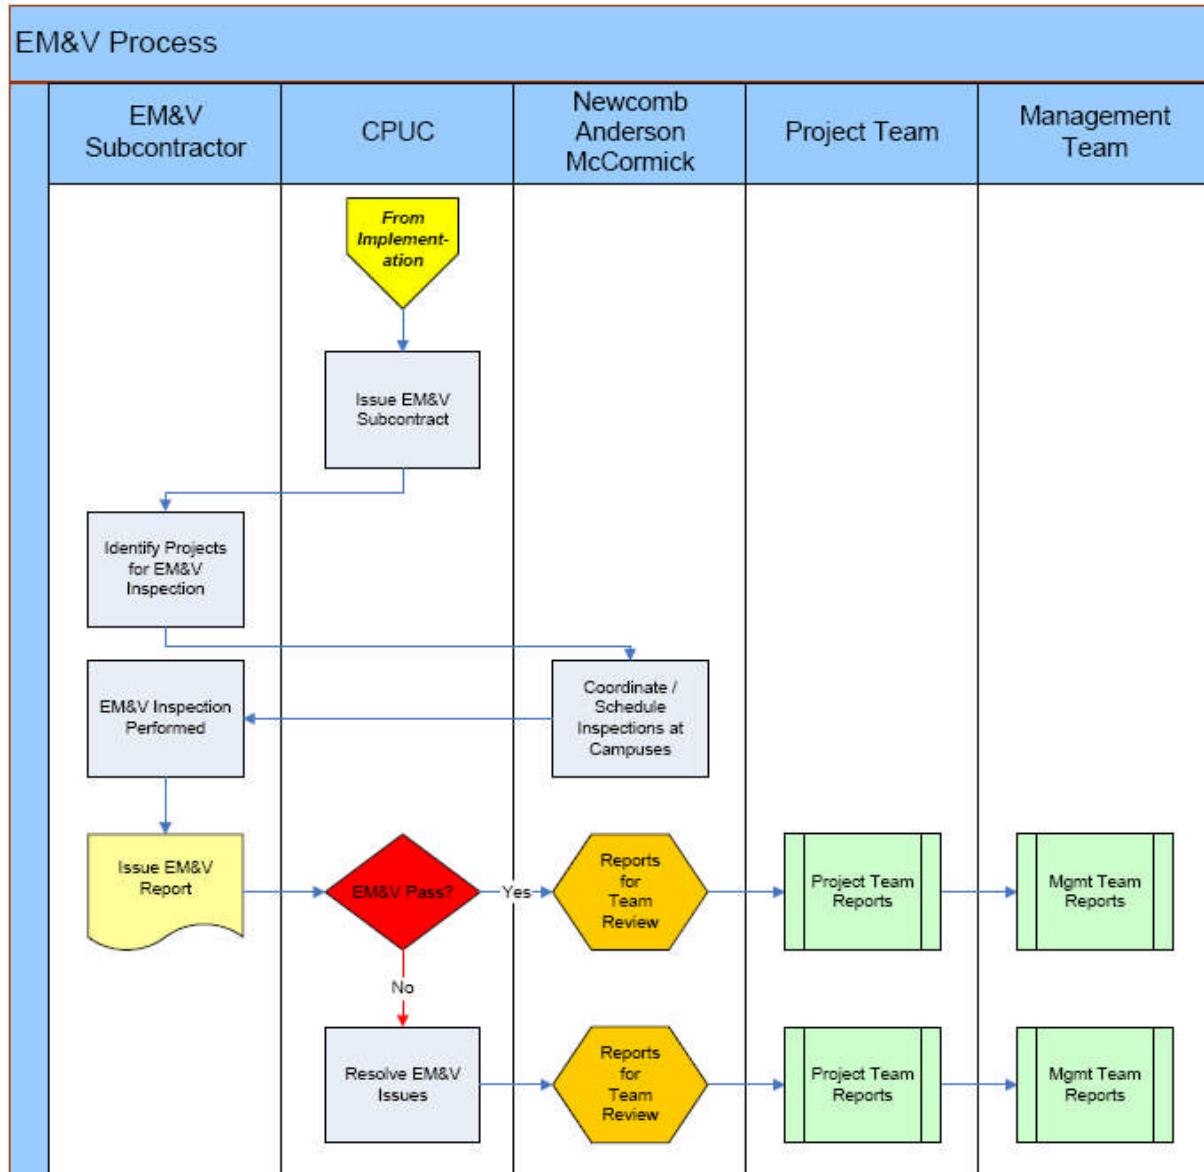 EM&V Process
EM&V
Subcontractor
CPUC
Newcomb
Anderson
McCormick
Project Team
Management
Team
From
Implement-
ation
Issue EM&V
Subcontract
Identify Projects
for EM&V
Inspection
EM&V Inspection
Performed
Coordinate /
Schedule
Inspections at
Campuses
Issue EM&V
Report
EM&V Pass?
Yes
Reports
for
Team
Review
Project Team
Reports
Mgmt Team
Reports
No
Resolve EM&V
Issues
Reports
for
Team
Review
Project Team
Reports
Mgmt Team
Reports